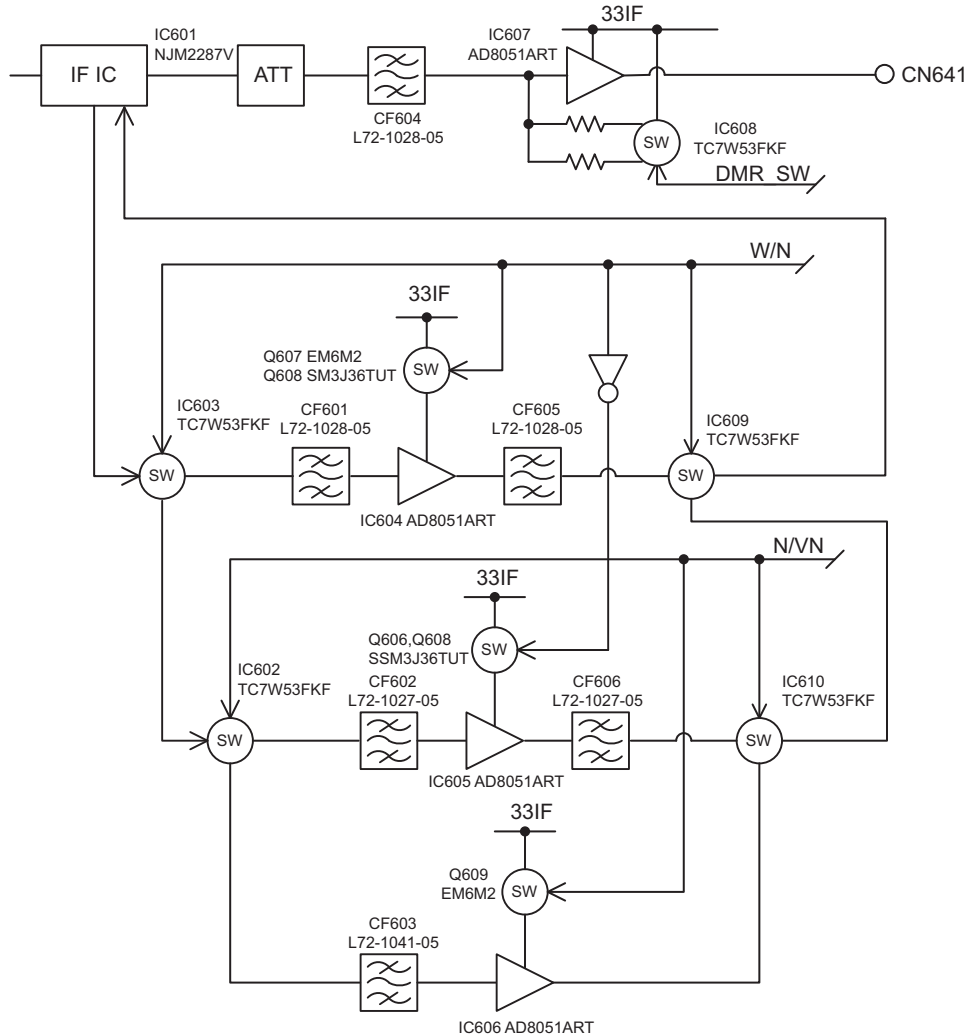 33IF
IC601
NJM2287V
IC607
AD8051ART
IF IC
ATT
CN641
CF604
L72-1028-05
SW
IC608
TC7W53FKF
DMR_SW
W/N
33IF
Q607 EM6M2
Q608 SM3J36TUT
SW
IC603
TC7W53FKF
CF601
L72-1028-05
CF605
L72-1028-05
IC609
TC7W53FKF
SW
SW
IC604 AD8051ART
N/VN
33IF
Q606,Q608
SSM3J36TUT
SW
IC602
TC7W53FKF
CF602
L72-1027-05
CF606
L72-1027-05
IC610
TC7W53FKF
SW
SW
IC605 AD8051ART
33IF
Q609
EM6M2
SW
CF603
L72-1041-05
IC606 AD8051ART